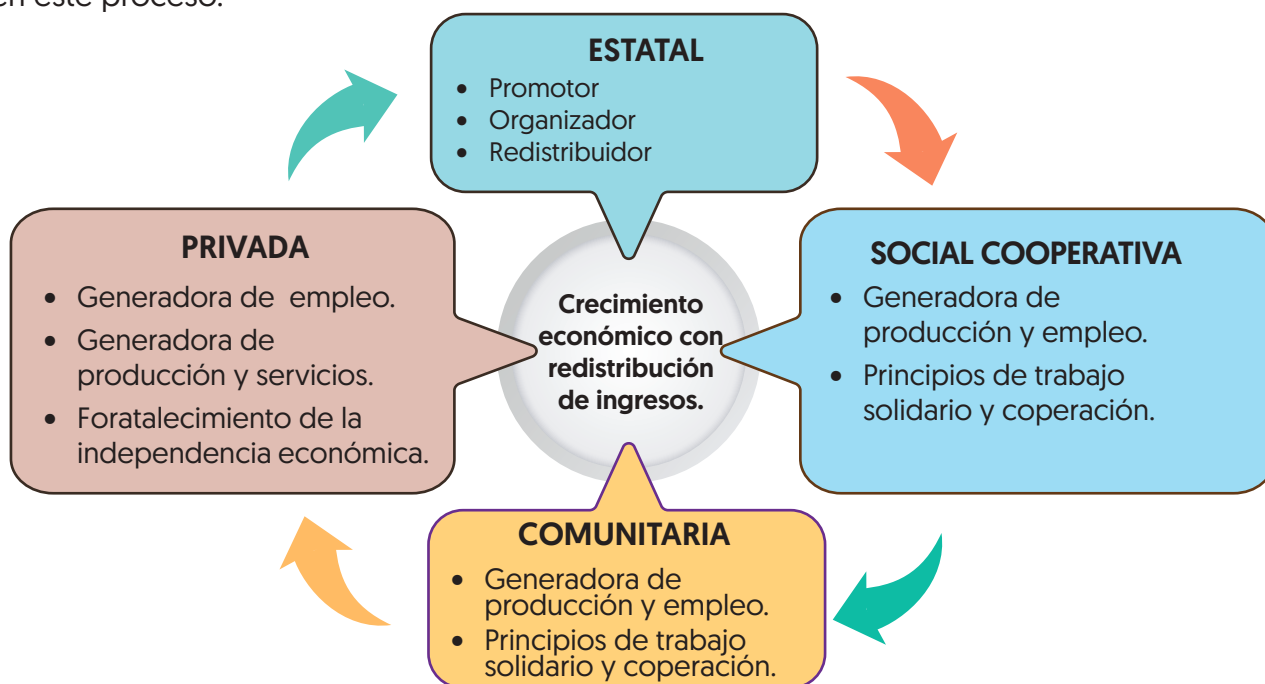 en este proceso.
ESTATAL
• Promotor
• Organizador
• Redistribuidor
PRIVADA
• Generadora de empleo.
• Generadora de
producción y servicios.
• Foratalecimiento de la
independencia económica.
Crecimiento
económico con
redistribución
de ingresos.
SOCIAL COOPERATIVA
• Generadora de
producción y empleo.
• Principios de trabajo
solidario y coperación.
COMUNITARIA
• Generadora de
producción y empleo.
• Principios de trabajo
solidario y coperación.